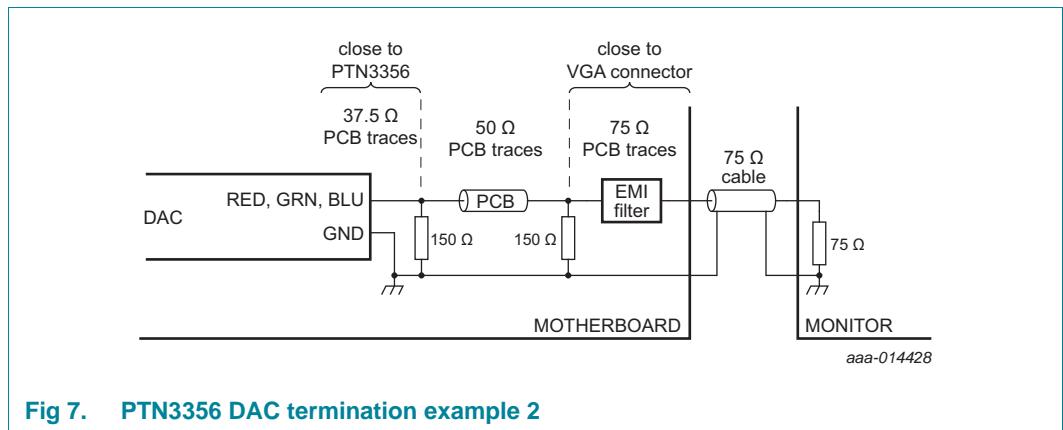 close to
PTN3356
close to
VGA connector
37.5 Ω
PCB traces
50 Ω
PCB traces
75 Ω
PCB traces
75 Ω
cable
DAC
RED, GRN, BLU
GND
PCB
EMI
filter
150 Ω
150 Ω
75 Ω
MOTHERBOARD
MONITOR
aaa-014428
Fig 7. PTN3356 DAC termination example 2